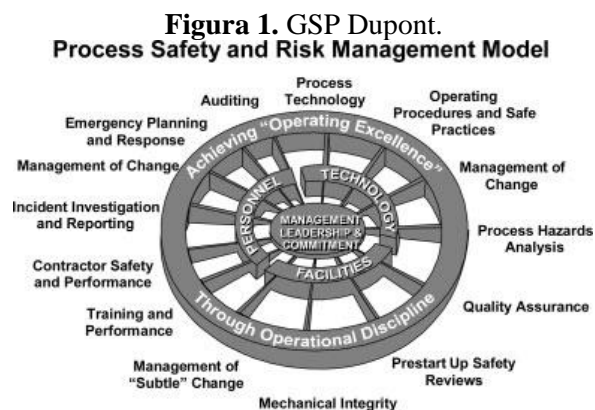 Figura 1. GSP Dupont.
Process Safety and Risk Management Model
Process
Technology
Operating
Procedures and Safe
Practices
Management of
Change
Process Hazards
Analysis
Quality Assurance
Prestart Up Safety
Reviews
Mechanical Integrity
Management of
“Subtle” Change
Training and
Performance
Contractor Safety
and Performance
Incident Investigation
and Reporting
Management of Change
Emergency Planning
and Response
Auditing
Achieving “Operating Excellence”
Through Operational Discipline
PERSONNEL
TECHNOLOGY
FACILITIES
MANAGEMENT
LEADERSHIP &
COMMITMENT